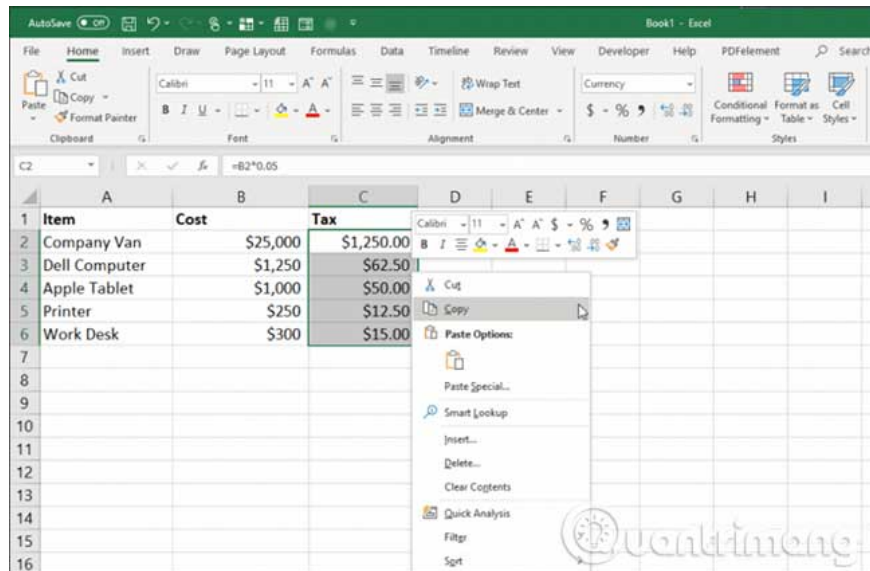 AutoSave Off Book1 - Excel
File Home Insert Draw Page Layout Formulas Data Timeline Review View Developer Help PDFelement
Cut
Copy
Format Painter
Paste
Clipboard
Calibri 11
B I U
Font
Wrap Text
Merge & Center
Alignment
Currency
$ % 9
Number
Conditional Formatting
Format as Table
Cell Styles
Styles
C2 fx =B2*0.05
A B C D E F G H I
1 Item Cost Tax
2 Company Van $25,000 $1,250.00
3 Dell Computer $1,250 $62.50
4 Apple Tablet $1,000 $50.00
5 Printer $250 $12.50
6 Work Desk $300 $15.00
7
8
9
10
11
12
13
14
15
16
Calibri 11 A A $ % 9
B I A
Cut
Copy
Paste Options:
Paste Special...
Smart Lookup
Insert...
Delete...
Clear Contents
Quick Analysis
Filter
Sort
Quantrimang